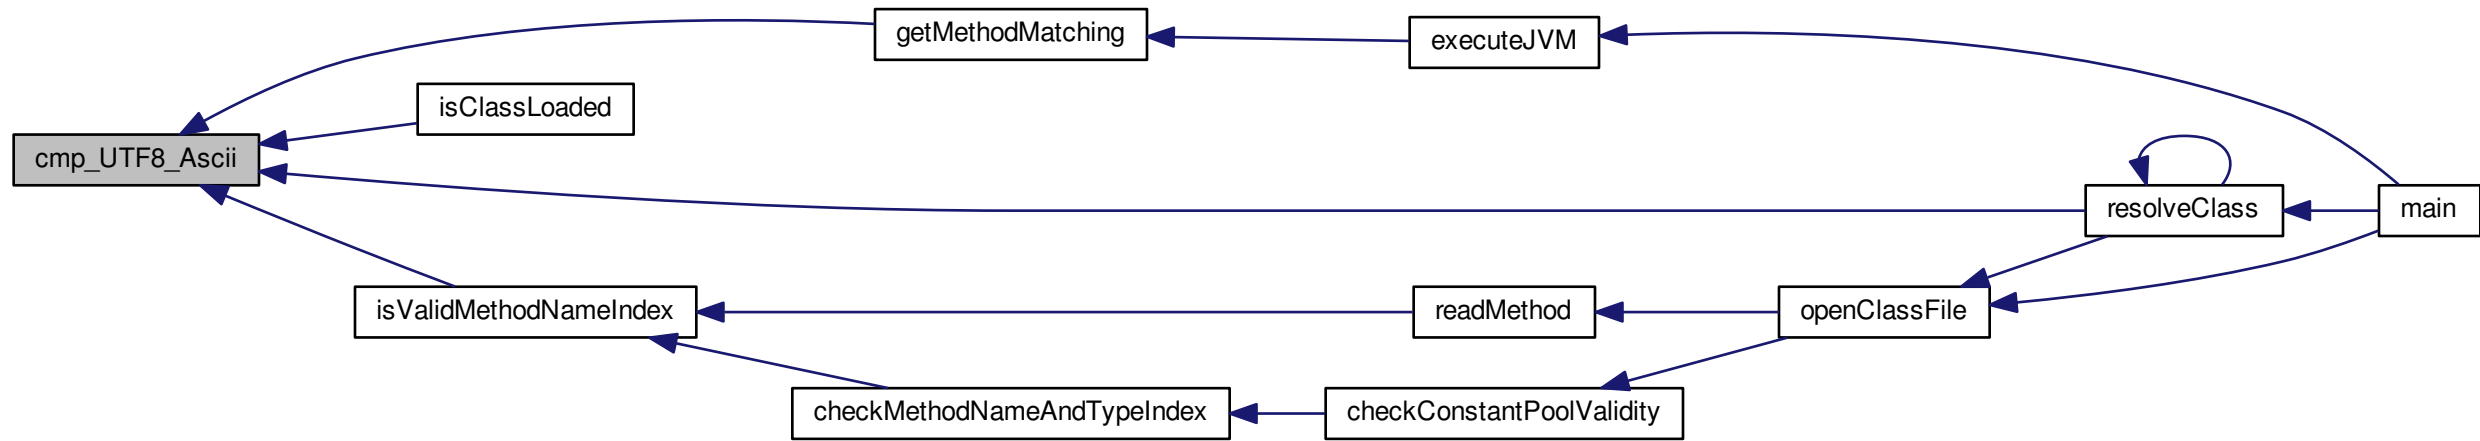 getMethodMatching
executeJVM
isClassLoaded
cmp_UTF8_Ascii
resolveClass
main
isValidMethodNameIndex
readMethod
openClassFile
checkMethodNameAndTypeIndex
checkConstantPoolValidity